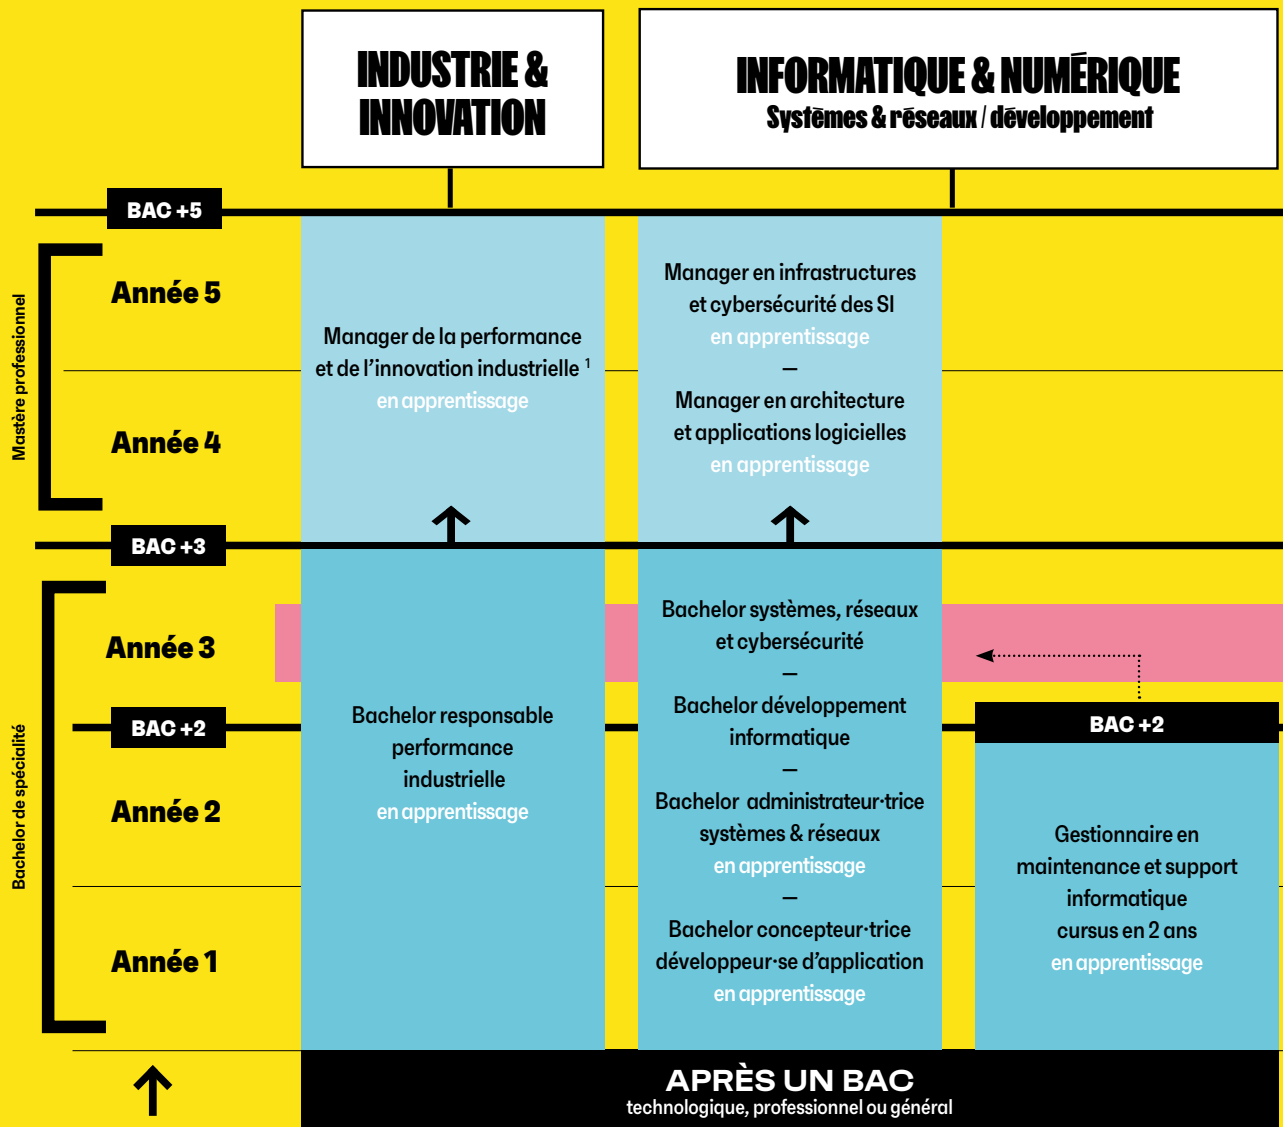 INDUSTRIE &
INNOVATION
INFORMATIQUE & NUMÉRIQUE
Systèmes & réseaux / développement
BAC +5
Mastère professionnel
Année 5
Année 4
Manager de la performance
et de l’innovation industrielle ¹
en apprentissage
Manager en infrastructures
et cybersécurité des SI
en apprentissage
—
Manager en architecture
et applications logicielles
en apprentissage
BAC +3
Bachelor de spécialité
Année 3
BAC +2
Année 2
Année 1
Bachelor responsable
performance
industrielle
en apprentissage
Bachelor systèmes, réseaux
et cybersécurité
—
Bachelor développement
informatique
—
Bachelor administrateur·trice
systèmes & réseaux
en apprentissage
—
Bachelor concepteur·trice
développeur·se d’application
en apprentissage
BAC +2
Gestionnaire en
maintenance et support
informatique
cursus en 2 ans
en apprentissage
APRÈS UN BAC
technologique, professionnel ou général